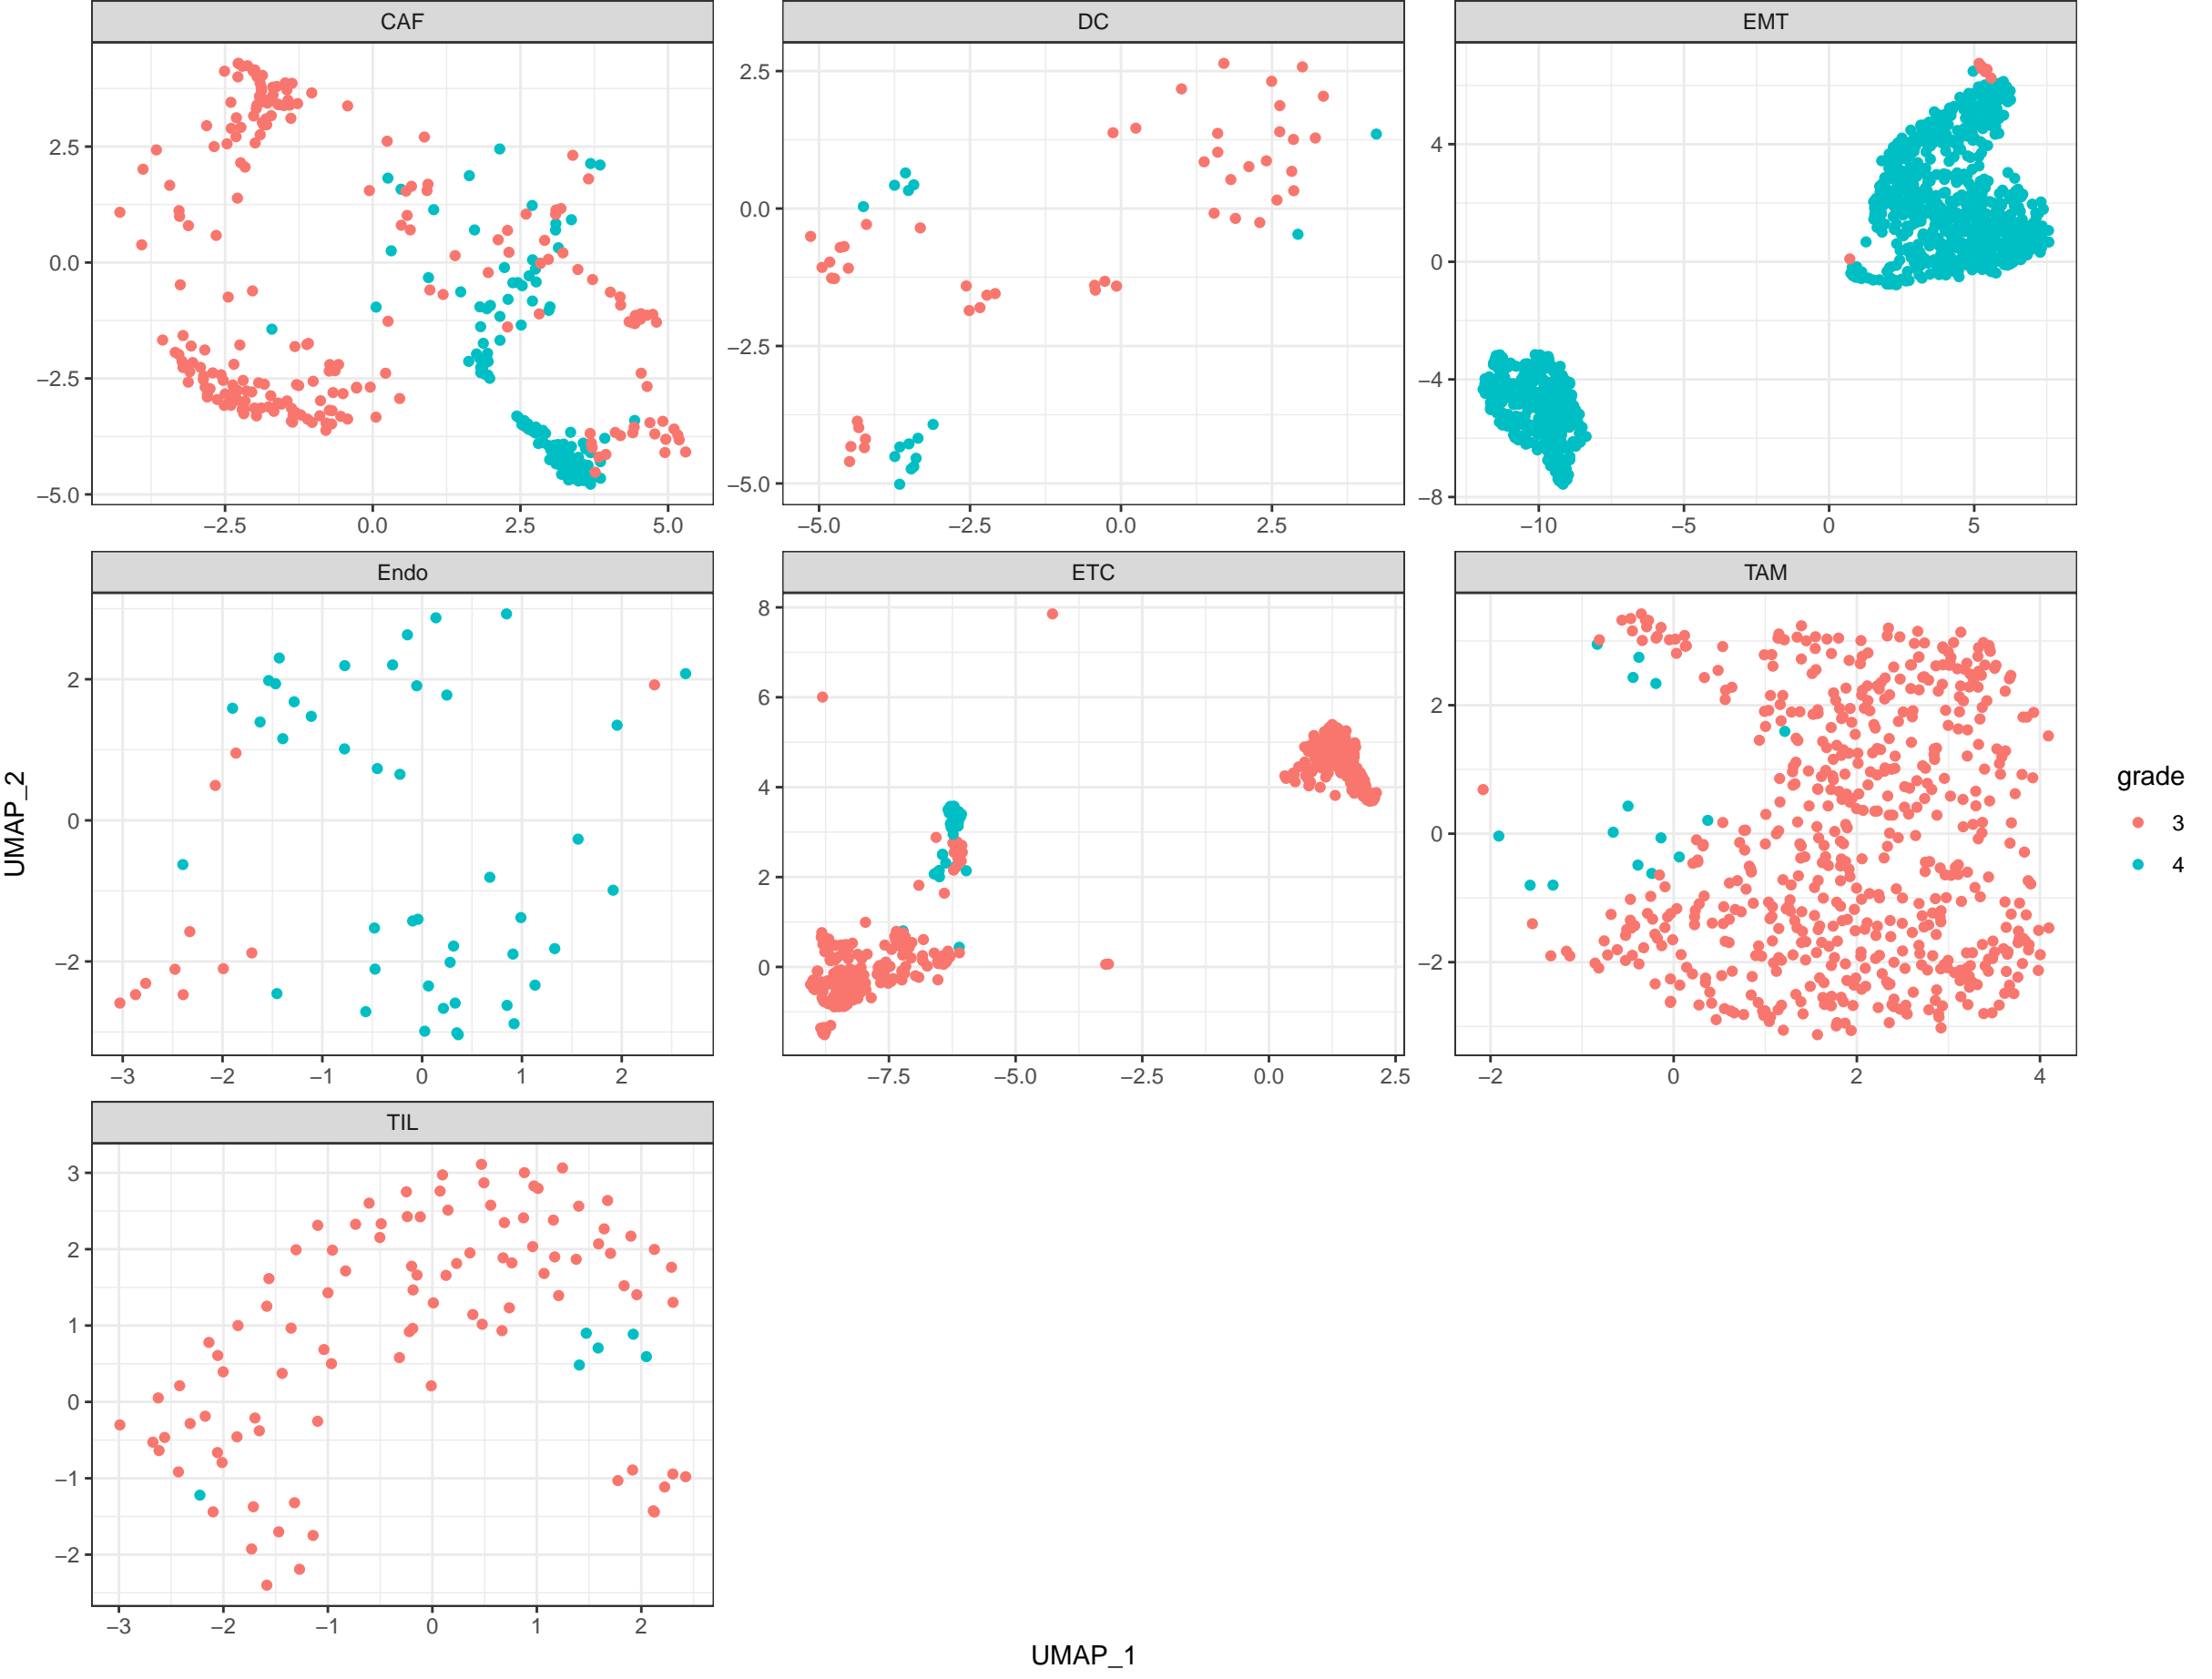 CAF DC EMT
2.5 0.0 −2.5 −5.0
−2.5 0.0 2.5 5.0
2.5 0.0 −2.5 −5.0
−5.0 −2.5 0.0 2.5
4 0 −4 −8
−10 −5 0 5
Endo ETC TAM
2 0 −2
−3 −2 −1 0 1 2
8 6 4 2 0
−7.5 −5.0 −2.5 0.0 2.5
2 0 −2
−2 0 2 4
TIL
3 2 1 0 −1 −2
−3 −2 −1 0 1 2
UMAP_2
UMAP_1
grade
3
4